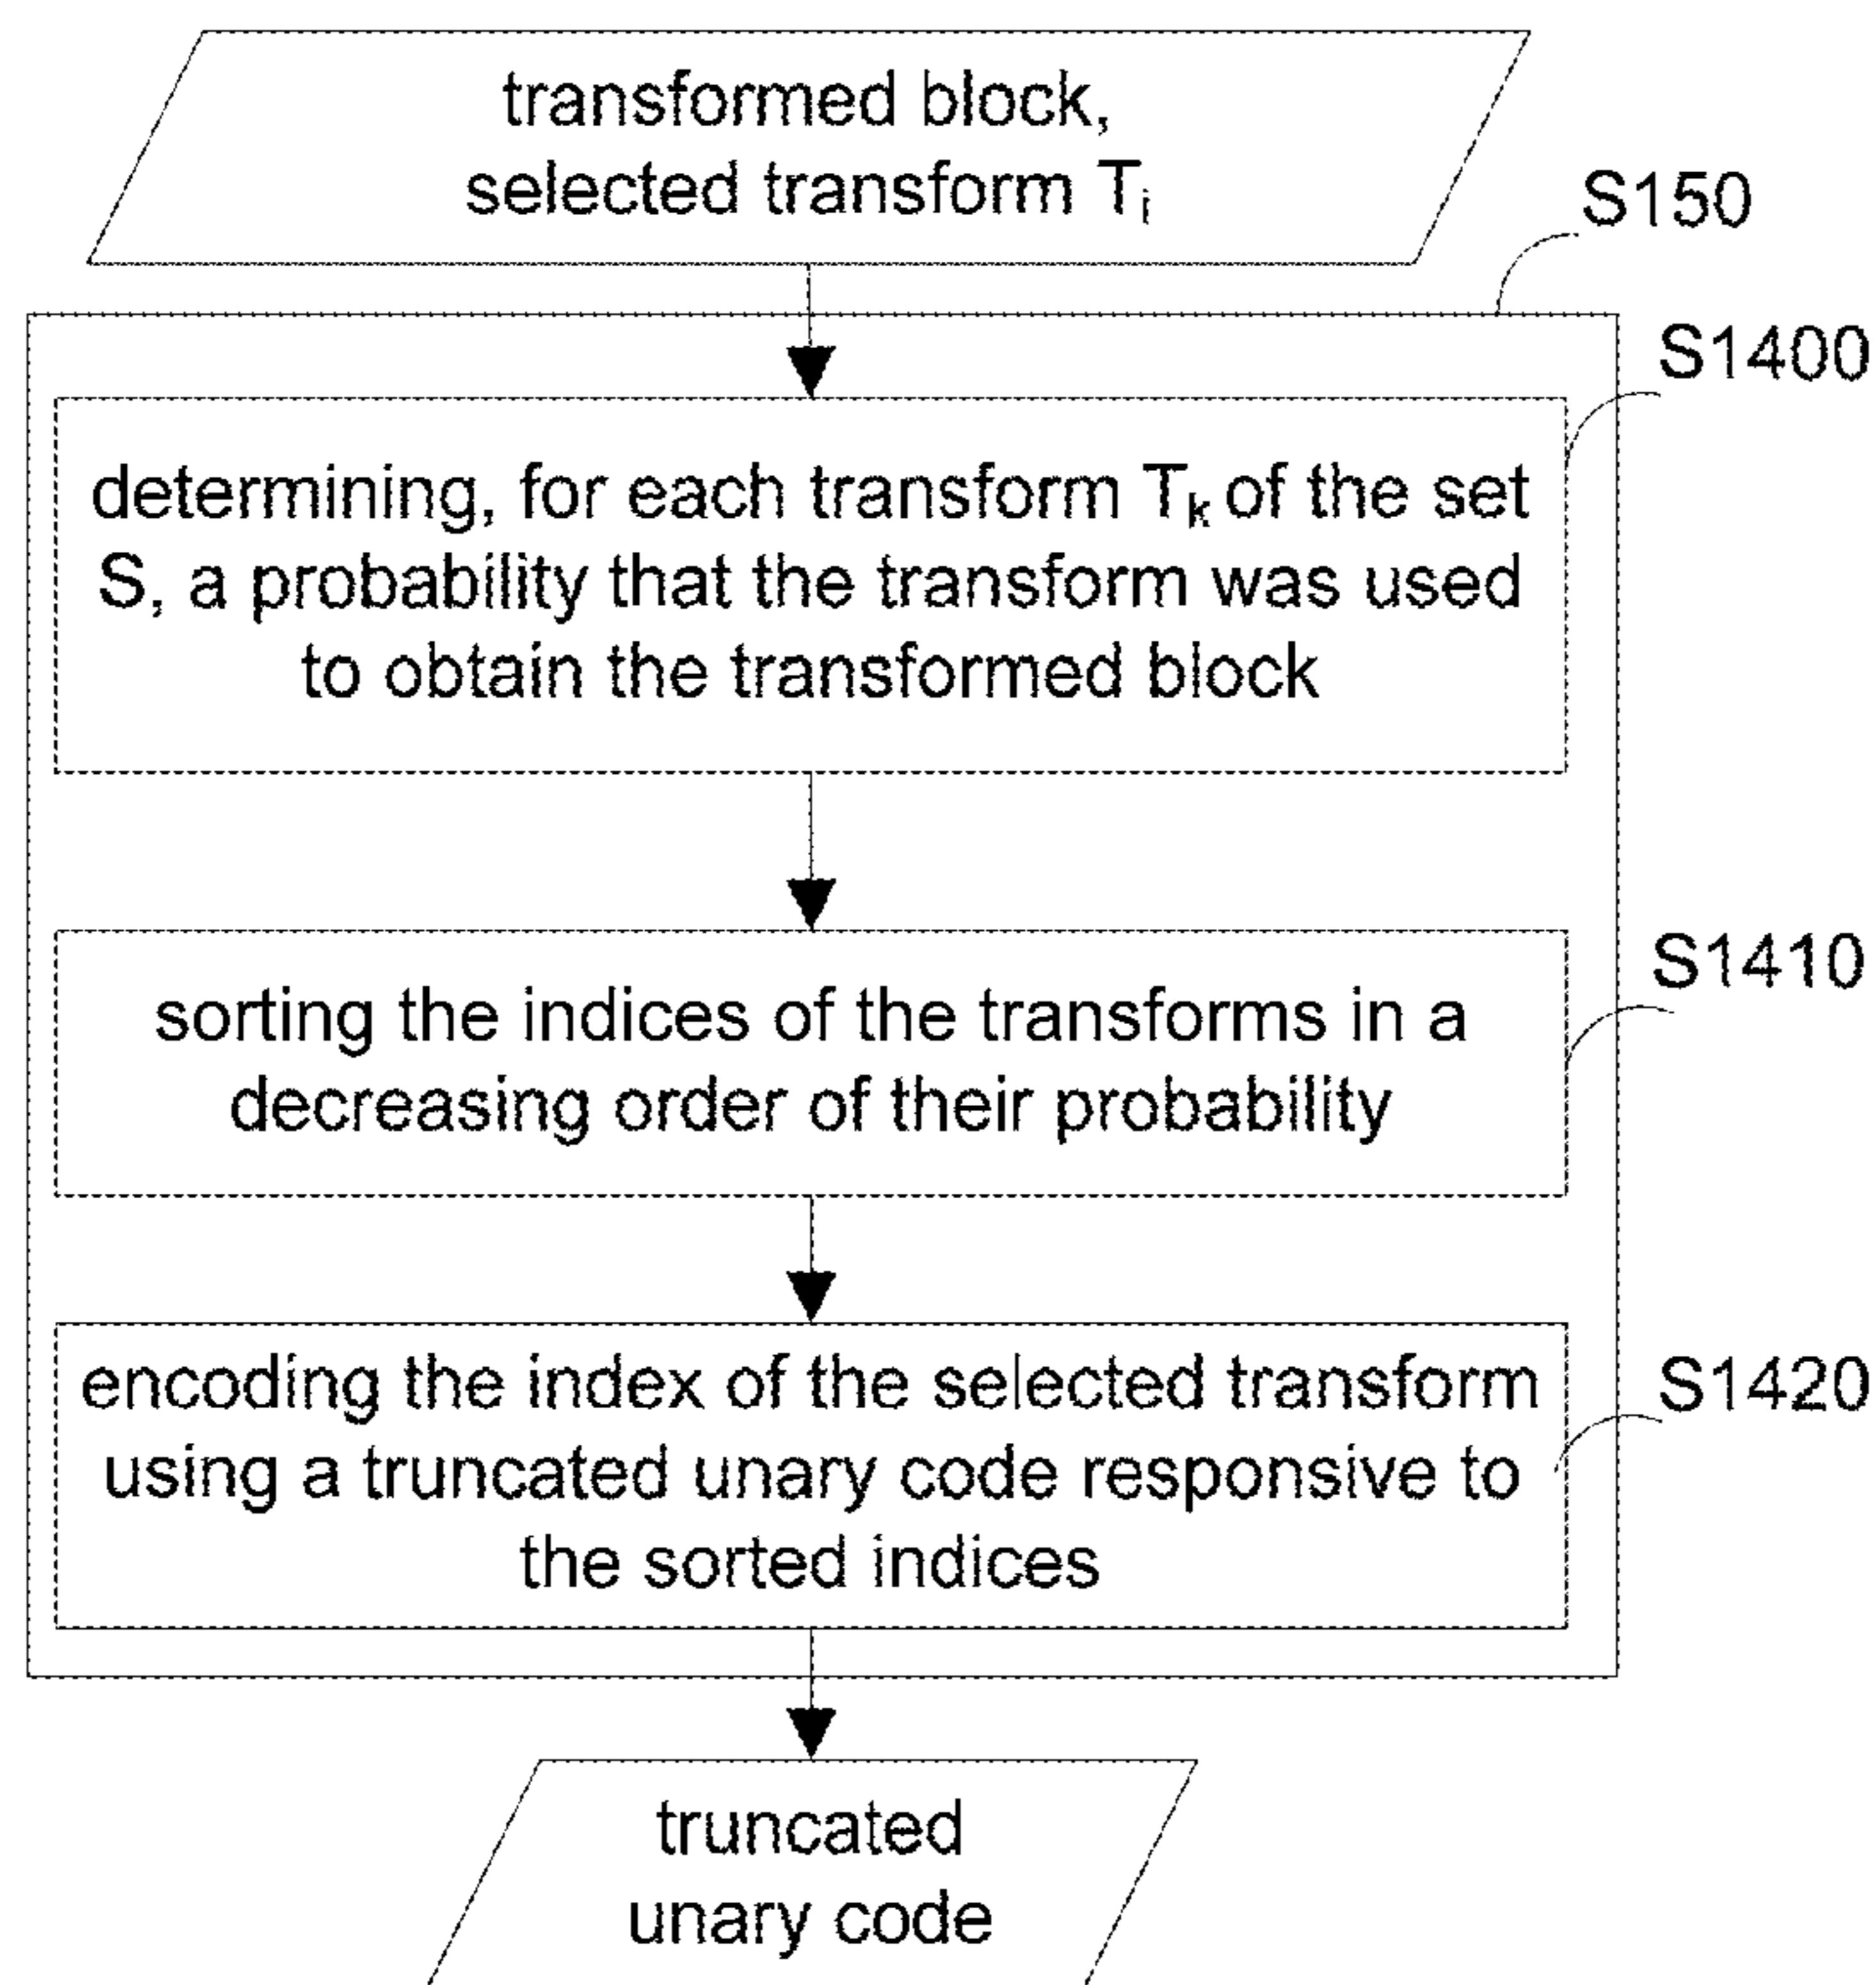 transformed block,
selected transform Ti
S150
S1400
determining, for each transform Tk of the set
S, a probability that the transform was used
to obtain the transformed block
S1410
sorting the indices of the transforms in a
decreasing order of their probability
S1420
encoding the index of the selected transform
using a truncated unary code responsive to
the sorted indices
truncated
unary code